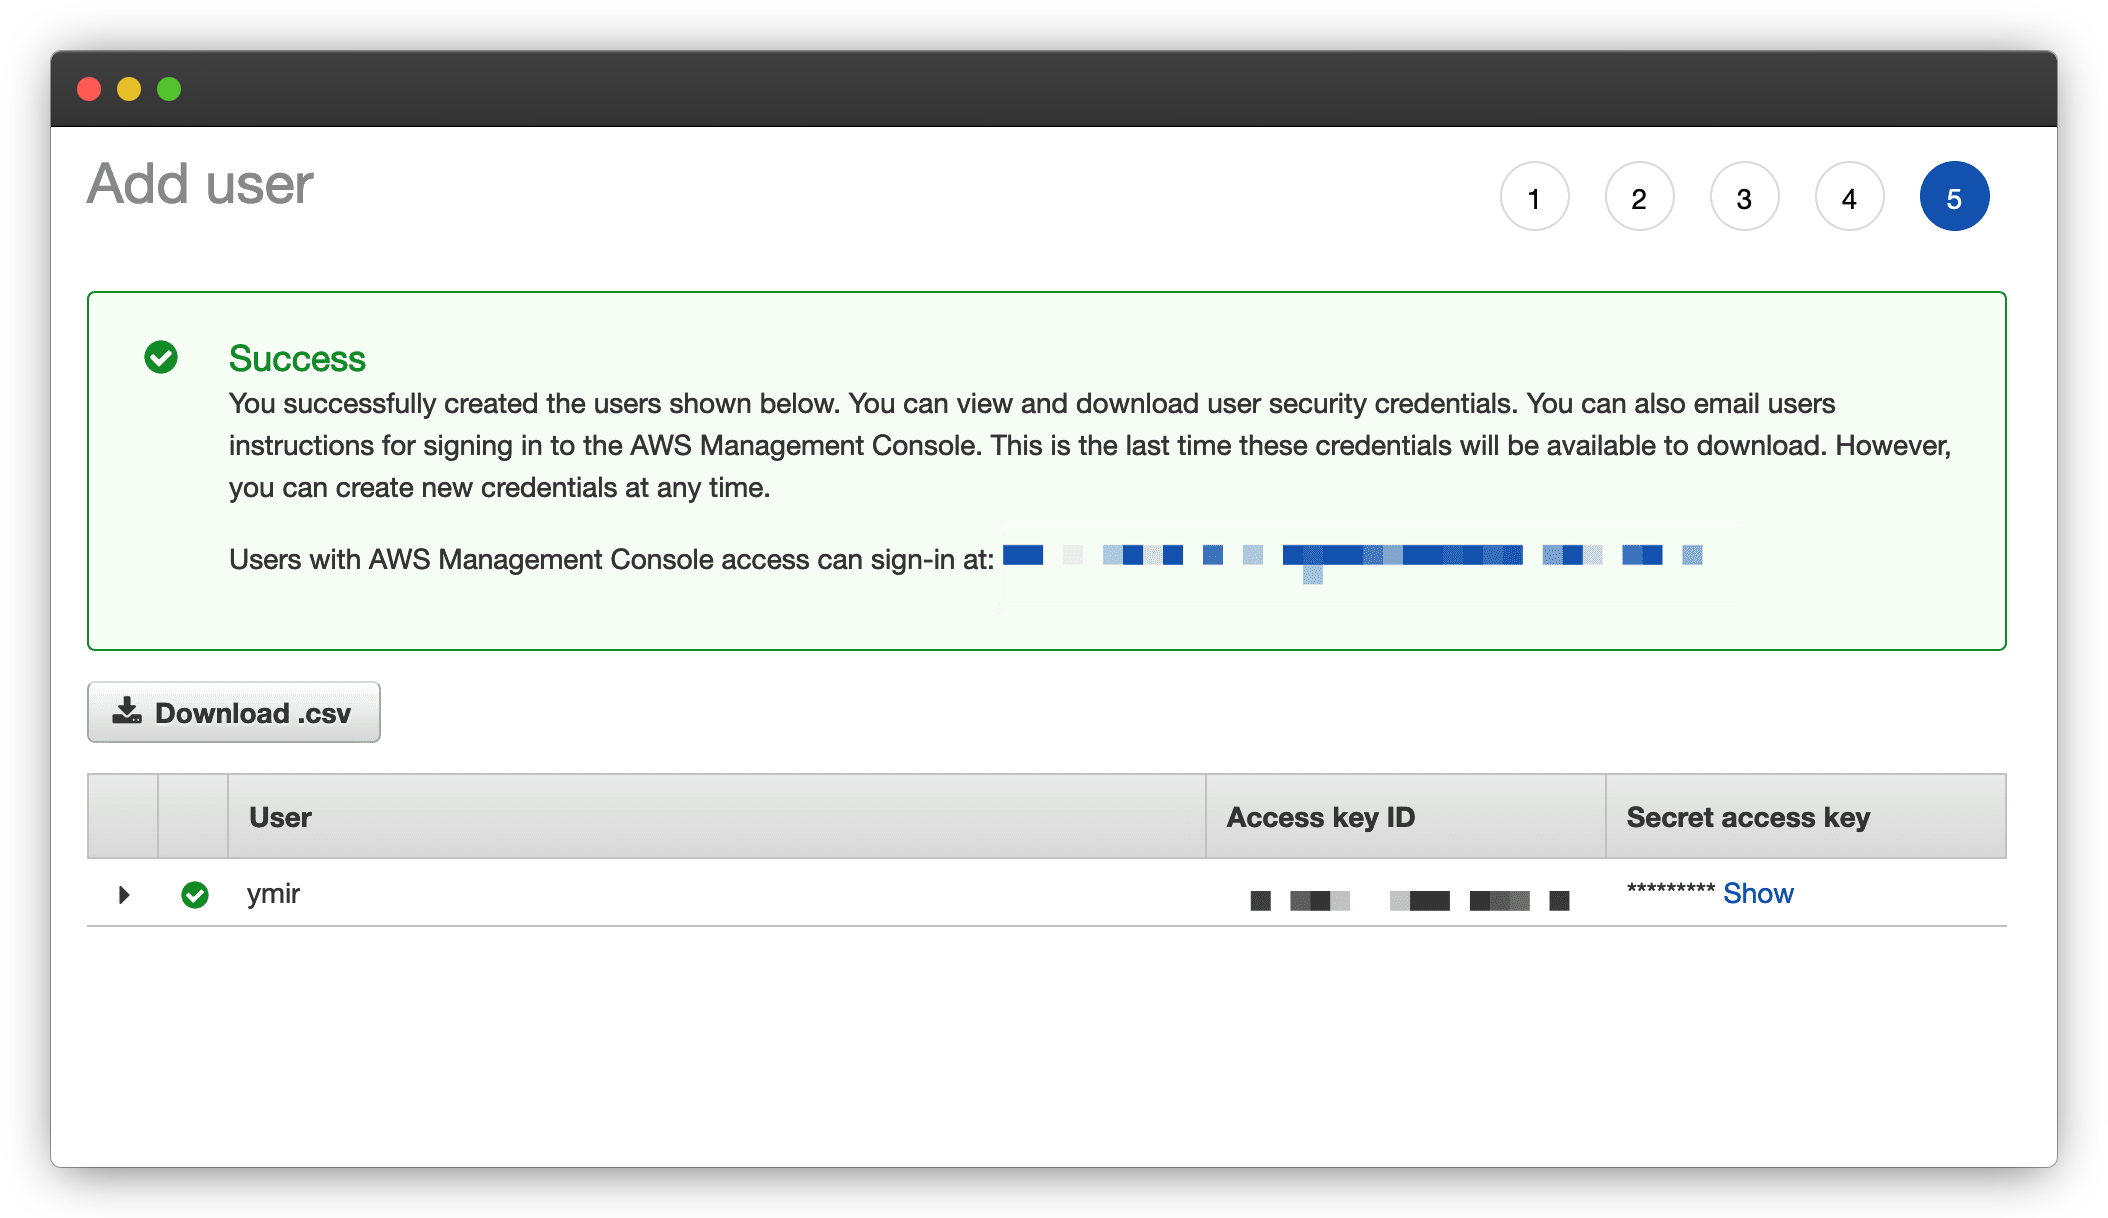 Add user
1 2 3 4 5
Success
You successfully created the users shown below. You can view and download user security credentials. You can also email users
instructions for signing in to the AWS Management Console. This is the last time these credentials will be available to download. However,
you can create new credentials at any time.
Users with AWS Management Console access can sign-in at:
Download .csv
User Access key ID Secret access key
ymir ********* Show